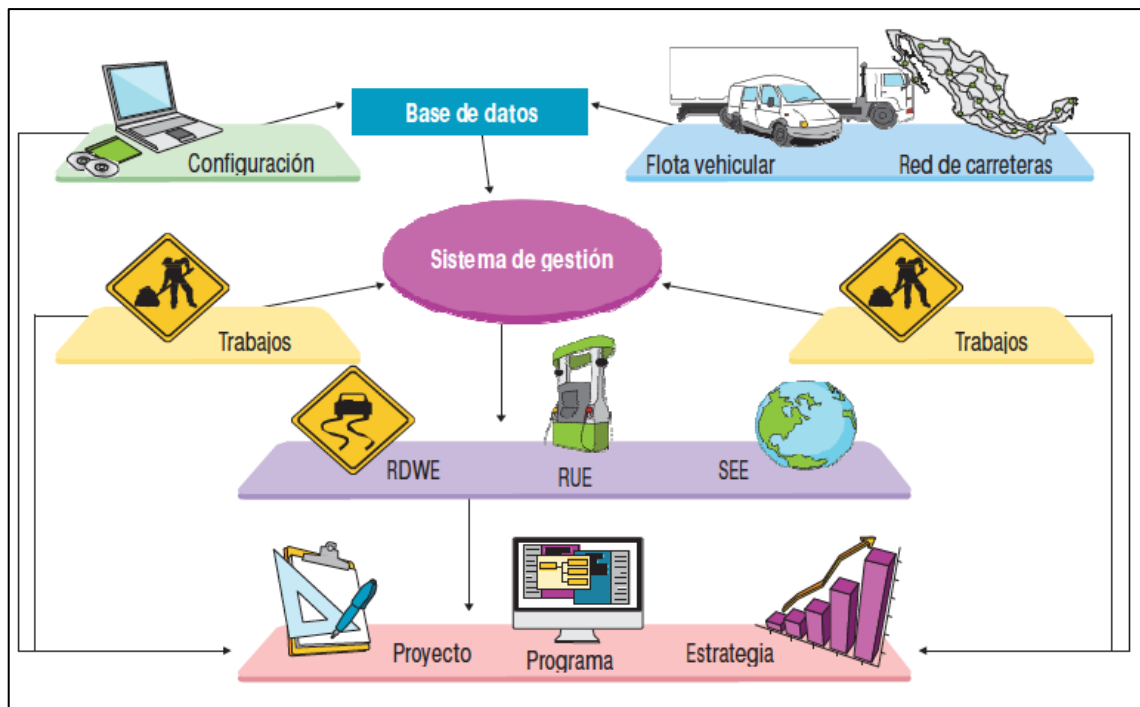 Base de datos
Configuración
Flota vehicular
Red de carreteras
Sistema de gestión
Trabajos
Trabajos
RDWE
RUE
SEE
Proyecto
Programa
Estrategia